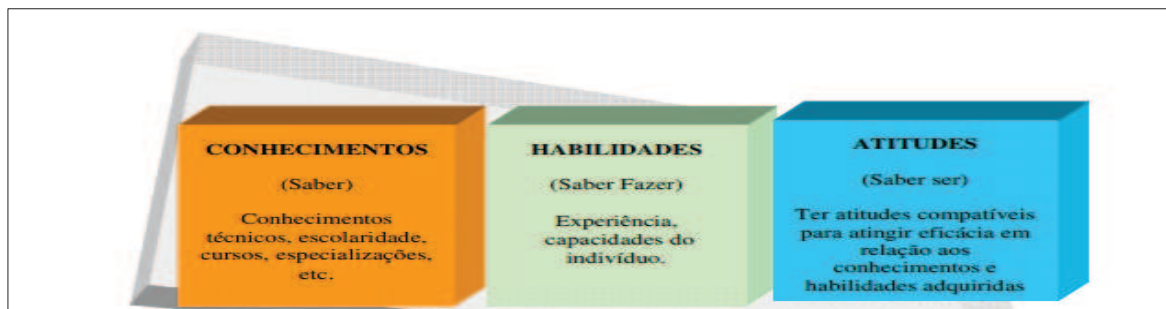 CONHECIMENTOS
(Saber)
Conhecimentos
técnicos, escolaridade,
cursos, especializações,
etc.
HABILIDADES
(Saber Fazer)
Experiência,
capacidades do
indivíduo.
ATITUDES
(Saber ser)
Ter atitudes compatíveis
para atingir eficácia em
relação aos
conhecimentos e
habilidades adquiridas